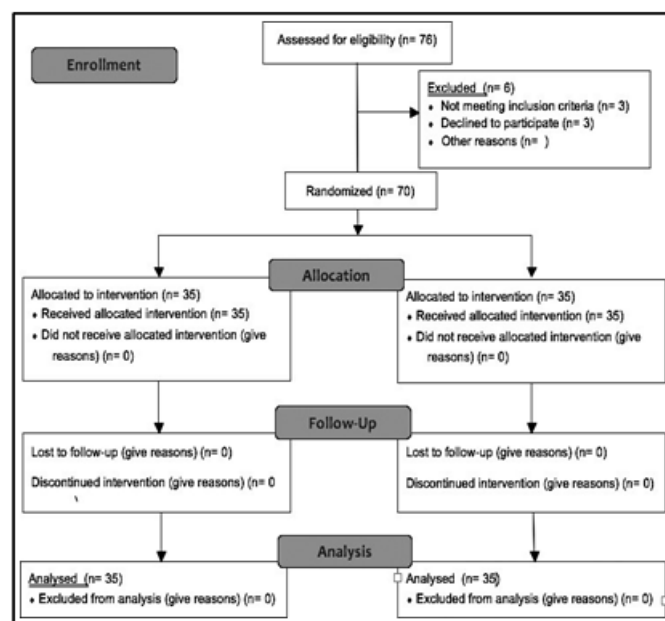 Assessed for eligibility (n= 76)
Enrollment
Excluded (n= 6)
♦ Not meeting inclusion criteria (n= 3)
♦ Declined to participate (n= 3)
♦ Other reasons (n= )
Randomized (n= 70)
Allocation
Allocated to intervention (n= 35)
♦ Received allocated intervention (n= 35)
♦ Did not receive allocated intervention (give
reasons) (n= 0)
Allocated to intervention (n= 35)
♦ Received allocated intervention (n= 35)
♦ Did not receive allocated intervention (give
reasons) (n= 0)
Follow-Up
Lost to follow-up (give reasons) (n= 0)
Discontinued intervention (give reasons) (n= 0
Lost to follow-up (give reasons) (n= 0)
Discontinued intervention (give reasons) (n= 0)
Analysis
Analysed (n= 35)
♦ Excluded from analysis (give reasons) (n= 0)
Analysed (n= 35)
♦ Excluded from analysis (give reasons) (n= 0)